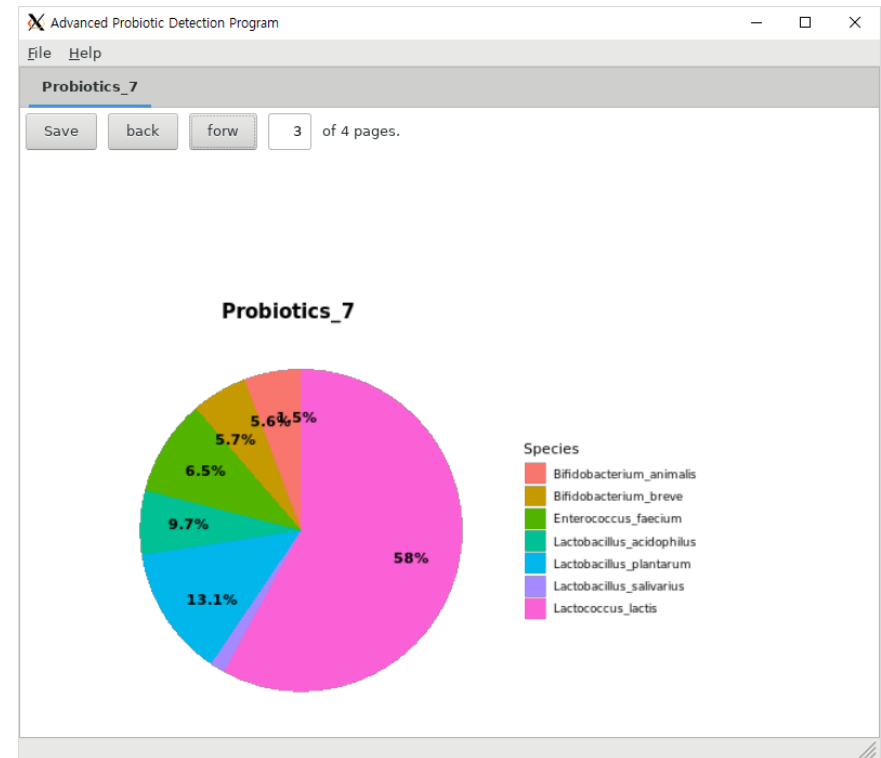 Advanced Probiotic Detection Program
File Help
Probiotics_7
Save back forw 3 of 4 pages.
Probiotics_7
5.6% 1.5%
5.7%
6.5%
9.7%
58%
13.1%
Species
Bifidobacterium_animalis
Bifidobacterium_breve
Enterococcus_faecium
Lactobacillus_acidophilus
Lactobacillus_plantarum
Lactobacillus_salivarius
Lactococcus_lactis